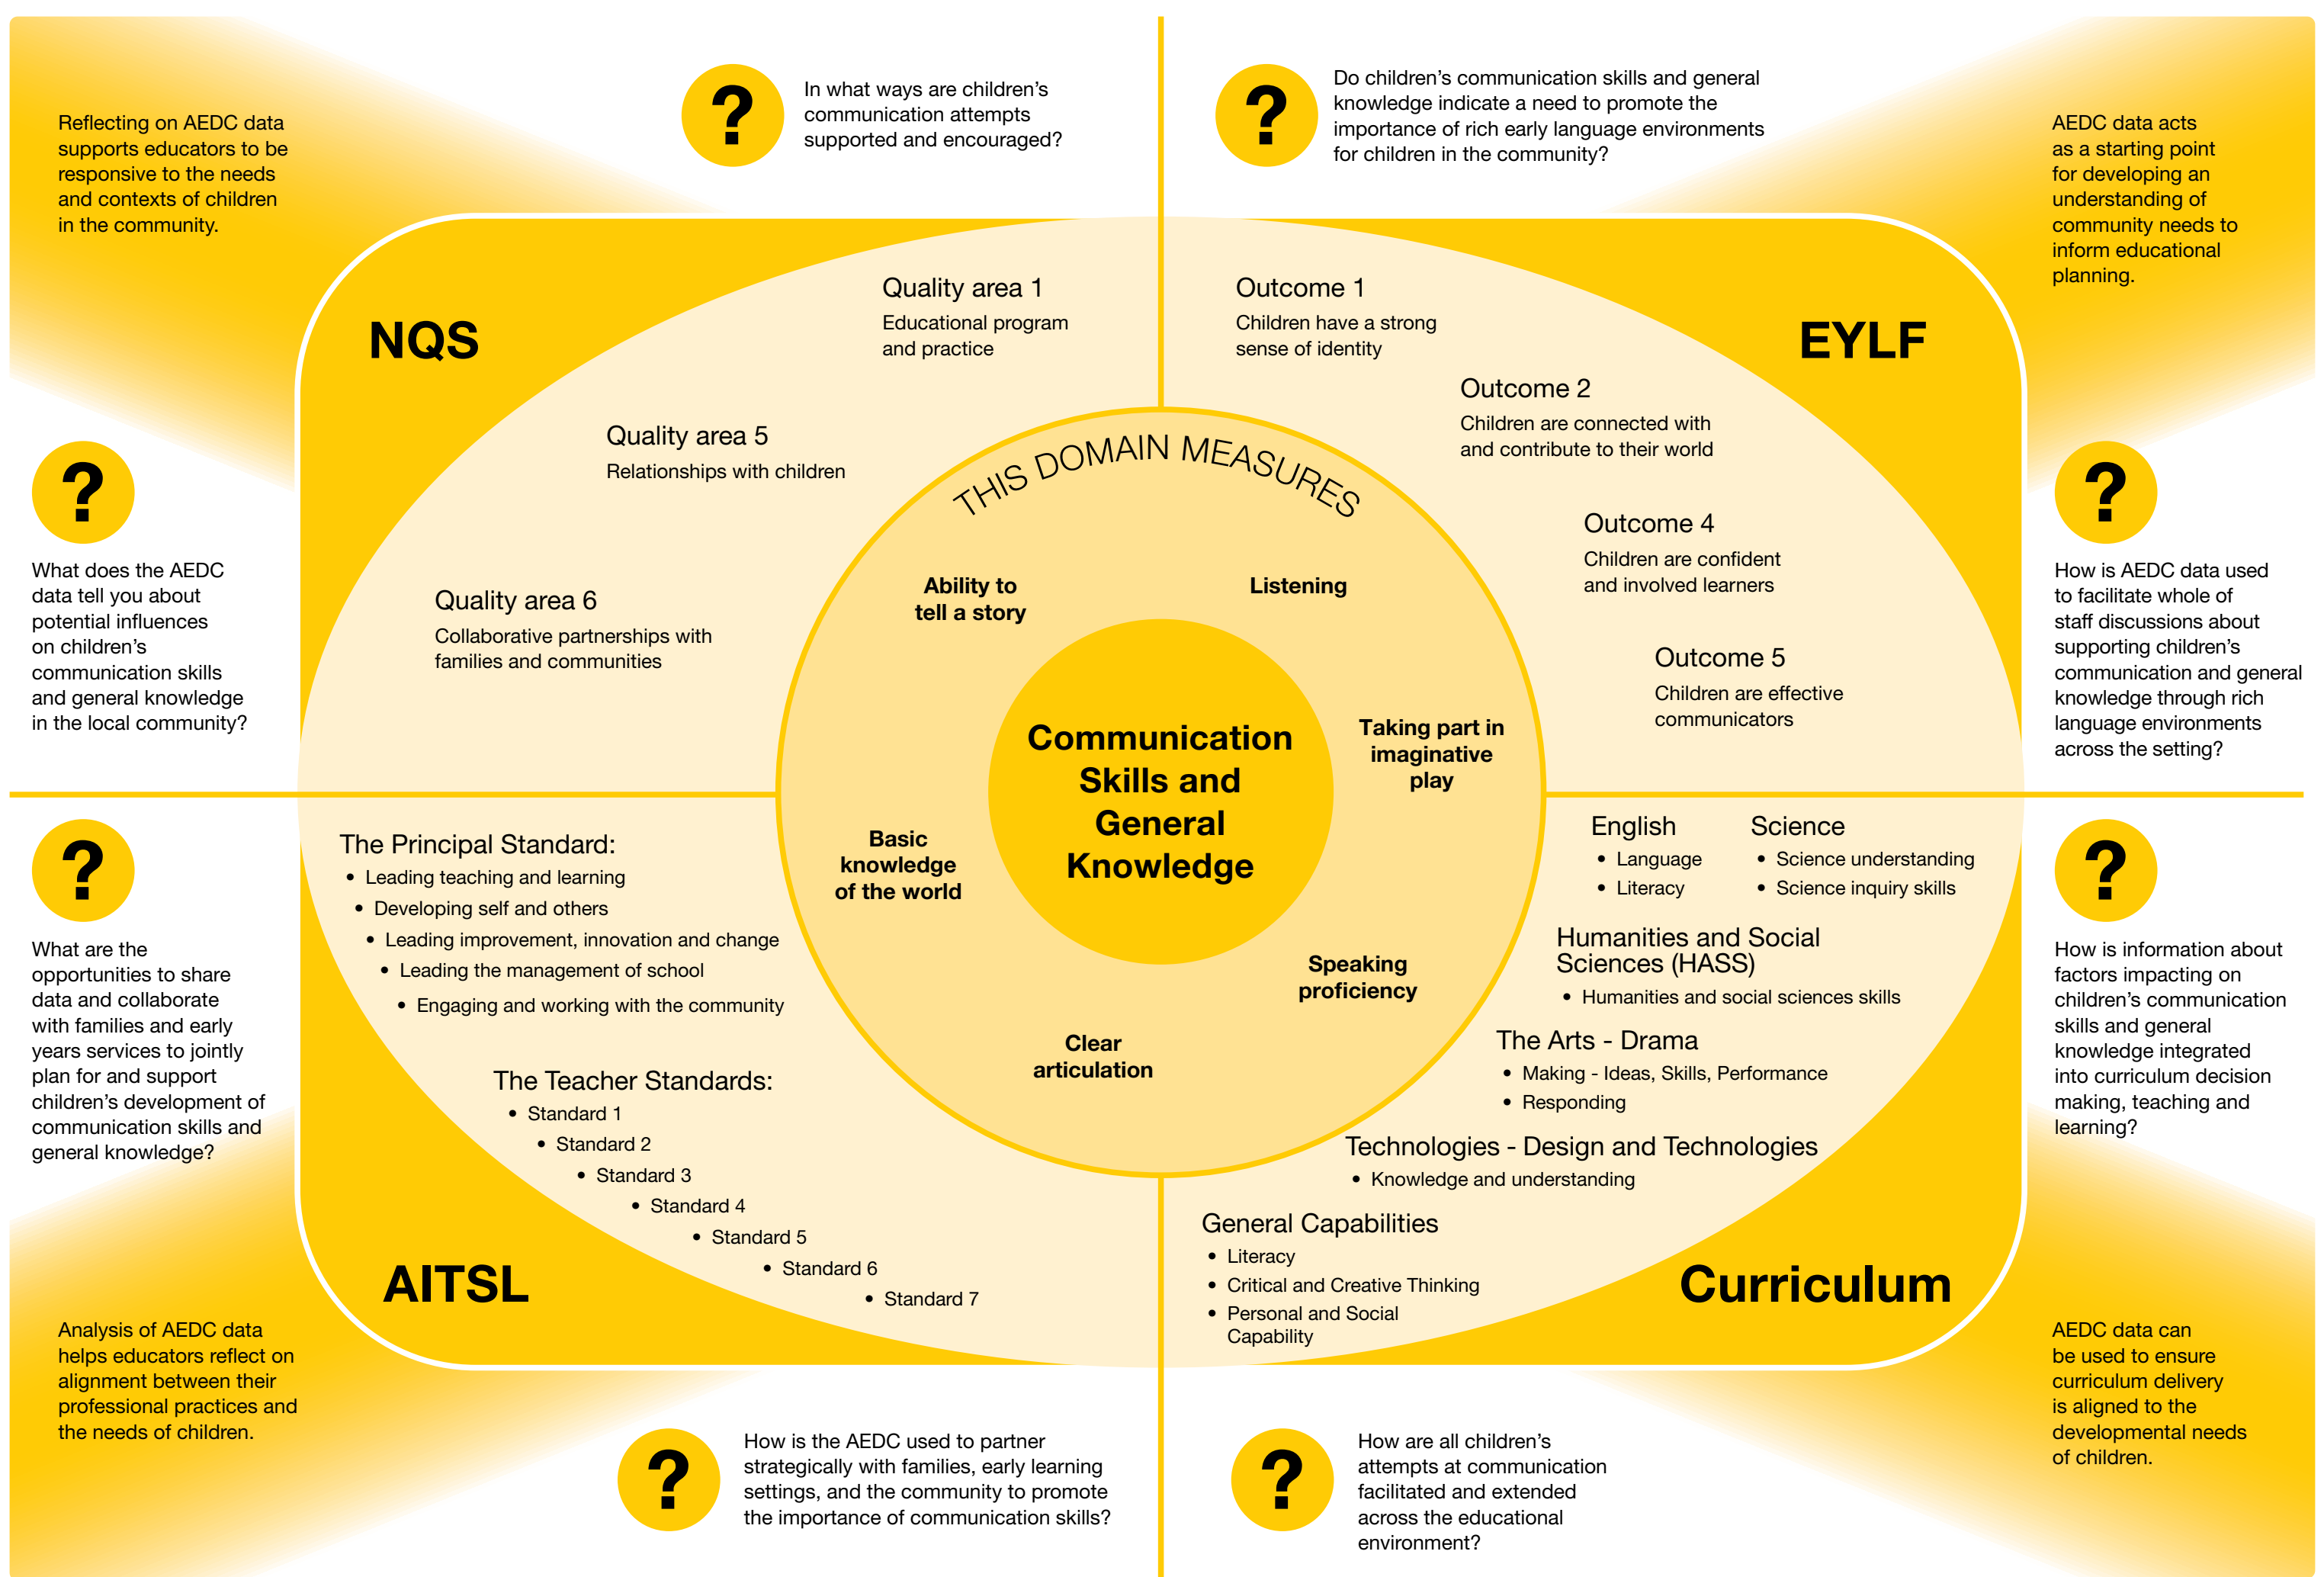 Reflecting on AEDC data
supports educators to be
responsive to the needs
and contexts of children
in the community.
?
In what ways are children's
communication attempts
supported and encouraged?
?
Do children's communication skills and general
knowledge indicate a need to promote the
importance of rich early language environments
for children in the community?
AEDC data acts
as a starting point
for developing an
understanding of
community needs to
inform educational
planning.
NQS
Quality area 1
Educational program
and practice
Quality area 5
Relationships with children
Quality area 6
Collaborative partnerships with
families and communities
?
What does the AEDC
data tell you about
potential influences
on children's
communication skills
and general knowledge
in the local community?
EYLF
Outcome 1
Children have a strong
sense of identity
Outcome 2
Children are connected with
and contribute to their world
Outcome 4
Children are confident
and involved learners
Outcome 5
Children are effective
communicators
?
How is AEDC data used
to facilitate whole of
staff discussions about
supporting children's
communication and general
knowledge through rich
language environments
across the setting?
THIS DOMAIN MEASURES
Ability to
tell a story
Listening
Taking part in
imaginative
play
Speaking
proficiency
Clear
articulation
Basic
knowledge
of the world
Communication
Skills and
General
Knowledge
?
What are the
opportunities to share
data and collaborate
with families and early
years services to jointly
plan for and support
children's development of
communication skills and
general knowledge?
The Principal Standard:
• Leading teaching and learning
• Developing self and others
• Leading improvement, innovation and change
• Leading the management of school
• Engaging and working with the community
The Teacher Standards:
• Standard 1
• Standard 2
• Standard 3
• Standard 4
• Standard 5
• Standard 6
• Standard 7
AITSL
English
• Language
• Literacy
Science
• Science understanding
• Science inquiry skills
Humanities and Social
Sciences (HASS)
• Humanities and social sciences skills
The Arts - Drama
• Making - Ideas, Skills, Performance
• Responding
Technologies - Design and Technologies
• Knowledge and understanding
General Capabilities
• Literacy
• Critical and Creative Thinking
• Personal and Social
Capability
Curriculum
?
How is information about
factors impacting on
children's communication
skills and general
knowledge integrated
into curriculum decision
making, teaching and
learning?
Analysis of AEDC data
helps educators reflect on
alignment between their
professional practices and
the needs of children.
?
How is the AEDC used to partner
strategically with families, early learning
settings, and the community to promote
the importance of communication skills?
?
How are all children's
attempts at communication
facilitated and extended
across the educational
environment?
AEDC data can
be used to ensure
curriculum delivery
is aligned to the
developmental needs
of children.